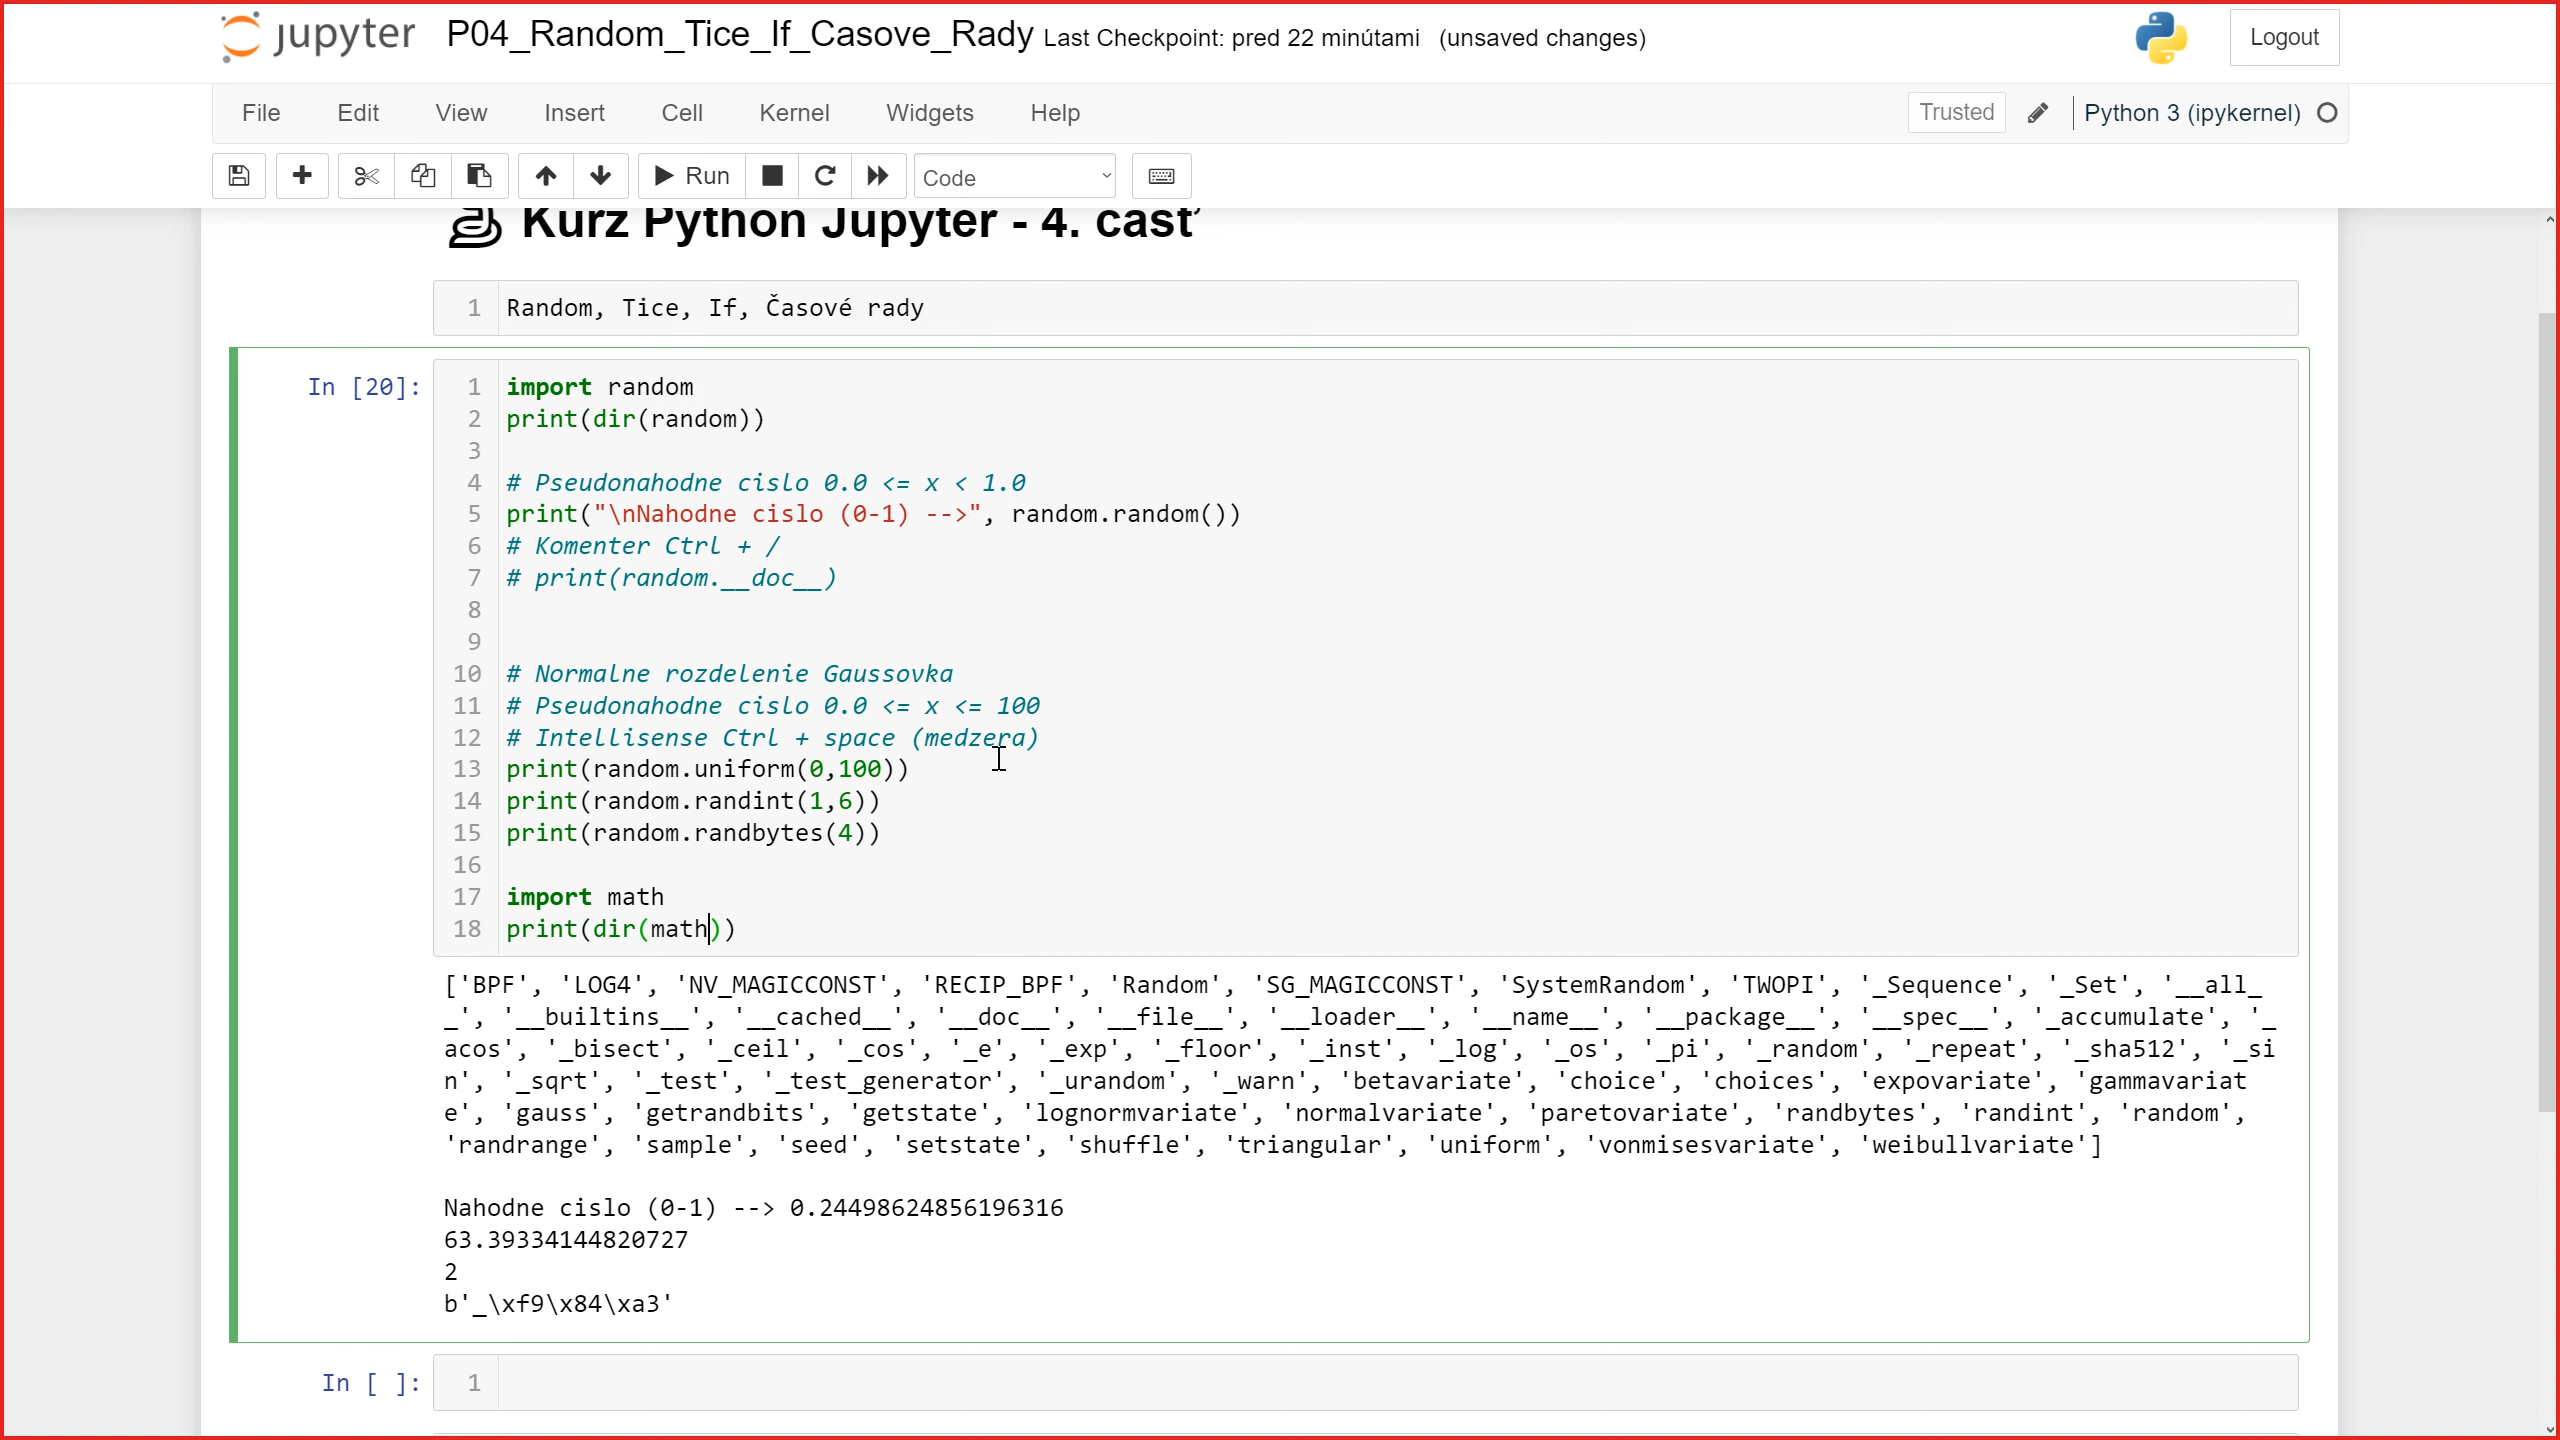 jupyter P04_Random_Tice_If_Casove_Rady Last Checkpoint: pred 22 minútami (unsaved changes) Logout
File Edit View Insert Cell Kernel Widgets Help Trusted Python 3 (ipykernel)
Run Code
Kurz Python Jupyter - 4. časť
1 Random, Tice, If, Časové rady
In [20]:
1 import random
2 print(dir(random))
3
4 # Pseudonahodne cislo 0.0 <= x < 1.0
5 print("\nNahodne cislo (0-1) -->", random.random())
6 # Komenter Ctrl + /
7 # print(random.__doc__)
8
9
10 # Normalne rozdelenie Gaussovka
11 # Pseudonahodne cislo 0.0 <= x <= 100
12 # Intellisense Ctrl + space (medzera)
13 print(random.uniform(0,100))
14 print(random.randint(1,6))
15 print(random.randbytes(4))
16
17 import math
18 print(dir(math))
['BPF', 'LOG4', 'NV_MAGICCONST', 'RECIP_BPF', 'Random', 'SG_MAGICCONST', 'SystemRandom', 'TWOPI', '_Sequence', '_Set', '__all_
_', '__builtins__', '__cached__', '__doc__', '__file__', '__loader__', '__name__', '__package__', '__spec__', '_accumulate', '_
acos', '_bisect', '_ceil', '_cos', '_e', '_exp', '_floor', '_inst', '_log', '_os', '_pi', '_random', '_repeat', '_sha512', '_si
n', '_sqrt', '_test', '_test_generator', '_urandom', '_warn', 'betavariate', 'choice', 'choices', 'expovariate', 'gammavariat
e', 'gauss', 'getrandbits', 'getstate', 'lognormvariate', 'normalvariate', 'paretovariate', 'randbytes', 'randint', 'random',
'randrange', 'sample', 'seed', 'setstate', 'shuffle', 'triangular', 'uniform', 'vonmisesvariate', 'weibullvariate']
Nahodne cislo (0-1) --> 0.24498624856196316
63.39334144820727
2
b'_\xf9\x84\xa3'
In [ ]: 1